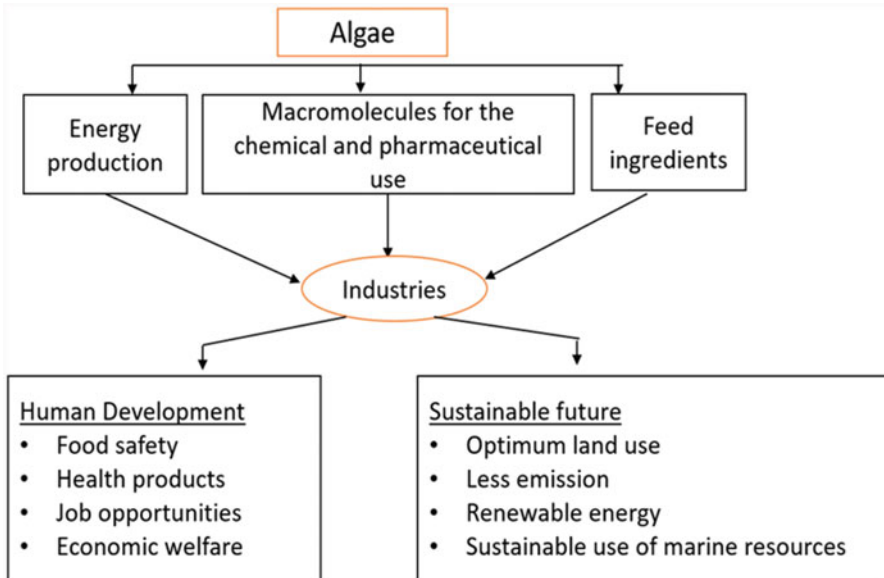 Algae
Energy
production
Macromolecules for the
chemical and pharmaceutical
use
Feed
ingredients
Industries
Human Development
• Food safety
• Health products
• Job opportunities
• Economic welfare
Sustainable future
• Optimum land use
• Less emission
• Renewable energy
• Sustainable use of marine resources